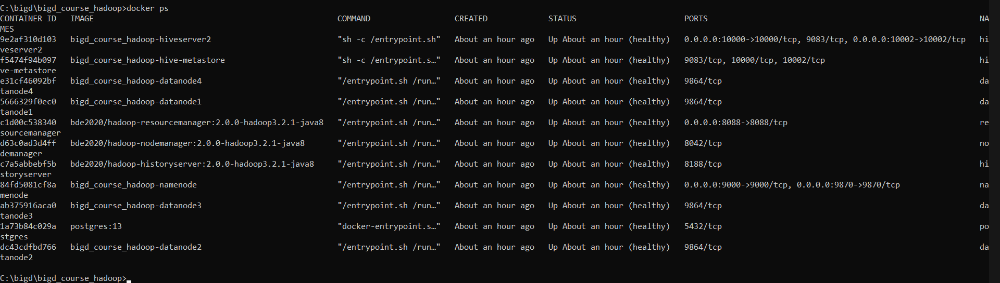 C:\bigd\bigd_course_hadoop>docker ps
CONTAINER ID   IMAGE                                                    COMMAND                  CREATED             STATUS                       PORTS                                                          NA
MES
9e2af310d103   bigd_course_hadoop-hiveserver2                           "sh -c /entrypoint.sh"   About an hour ago   Up About an hour (healthy)   0.0.0.0:10000->10000/tcp, 9083/tcp, 0.0.0.0:10002->10002/tcp   hi
veserver2
f5474f94b097   bigd_course_hadoop-hive-metastore                        "sh -c /entrypoint.s…"   About an hour ago   Up About an hour (healthy)   9083/tcp, 10000/tcp, 10002/tcp                                 hi
ve-metastore
e31cf46092bf   bigd_course_hadoop-datanode4                             "/entrypoint.sh /run…"   About an hour ago   Up About an hour (healthy)   9864/tcp                                                       da
tanode4
5666329f0ec0   bigd_course_hadoop-datanode1                             "/entrypoint.sh /run…"   About an hour ago   Up About an hour (healthy)   9864/tcp                                                       da
tanode1
c1d00c538340   bde2020/hadoop-resourcemanager:2.0.0-hadoop3.2.1-java8   "/entrypoint.sh /run…"   About an hour ago   Up About an hour (healthy)   0.0.0.0:8088->8088/tcp                                         re
sourcemanager
d63c0ad3d4ff   bde2020/hadoop-nodemanager:2.0.0-hadoop3.2.1-java8       "/entrypoint.sh /run…"   About an hour ago   Up About an hour (healthy)   8042/tcp                                                       no
demanager
c7a5abbebf5b   bde2020/hadoop-historyserver:2.0.0-hadoop3.2.1-java8     "/entrypoint.sh /run…"   About an hour ago   Up About an hour (healthy)   8188/tcp                                                       hi
storyserver
84fd5081cf8a   bigd_course_hadoop-namenode                              "/entrypoint.sh /run…"   About an hour ago   Up About an hour (healthy)   0.0.0.0:9000->9000/tcp, 0.0.0.0:9870->9870/tcp                 na
menode
ab375916aca0   bigd_course_hadoop-datanode3                             "/entrypoint.sh /run…"   About an hour ago   Up About an hour (healthy)   9864/tcp                                                       da
tanode3
1a73b84c029a   postgres:13                                              "docker-entrypoint.s…"   About an hour ago   Up About an hour (healthy)   5432/tcp                                                       po
stgres
dc43cdfbd766   bigd_course_hadoop-datanode2                             "/entrypoint.sh /run…"   About an hour ago   Up About an hour (healthy)   9864/tcp                                                       da
tanode2
C:\bigd\bigd_course_hadoop>